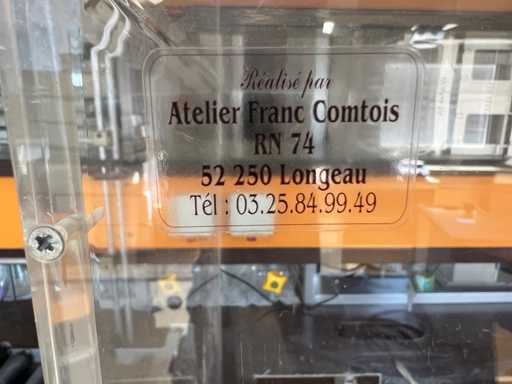 Réalisé par
Atelier Franc Comtois
RN 74
52 250 Longeau
Tél : 03.25.84.99.49